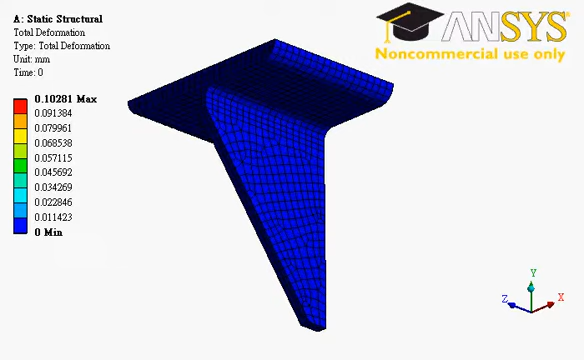 A: Static Structural
Total Deformation
Type: Total Deformation
Unit: mm
Time: 0
0.10281 Max
0.091384
0.079961
0.068538
0.057115
0.045692
0.034269
0.022846
0.011423
0 Min
ANSYS
Noncommercial use only
Y
Z
X